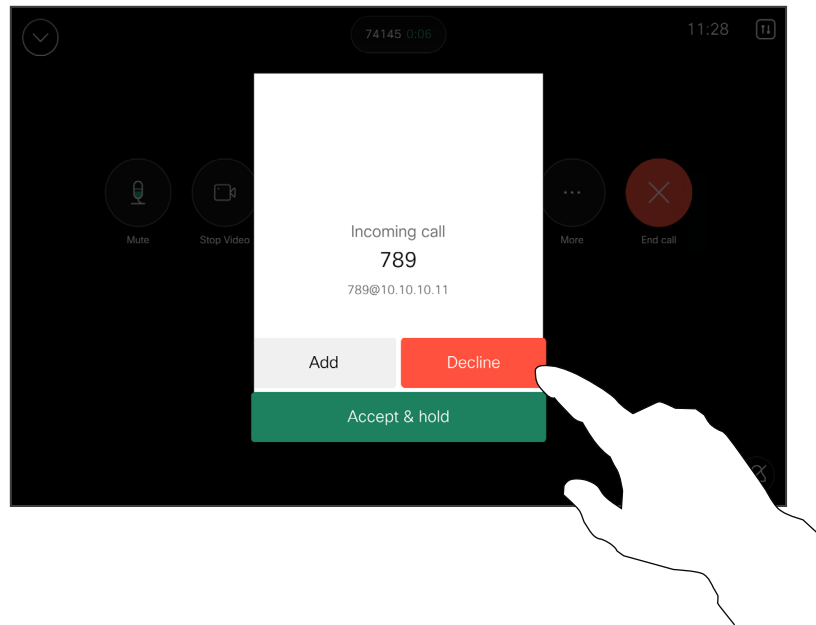 74145 0:06
11:28
Mute
Stop Video
More
End call
Incoming call
789
789@10.10.10.11
Add
Decline
Accept & hold